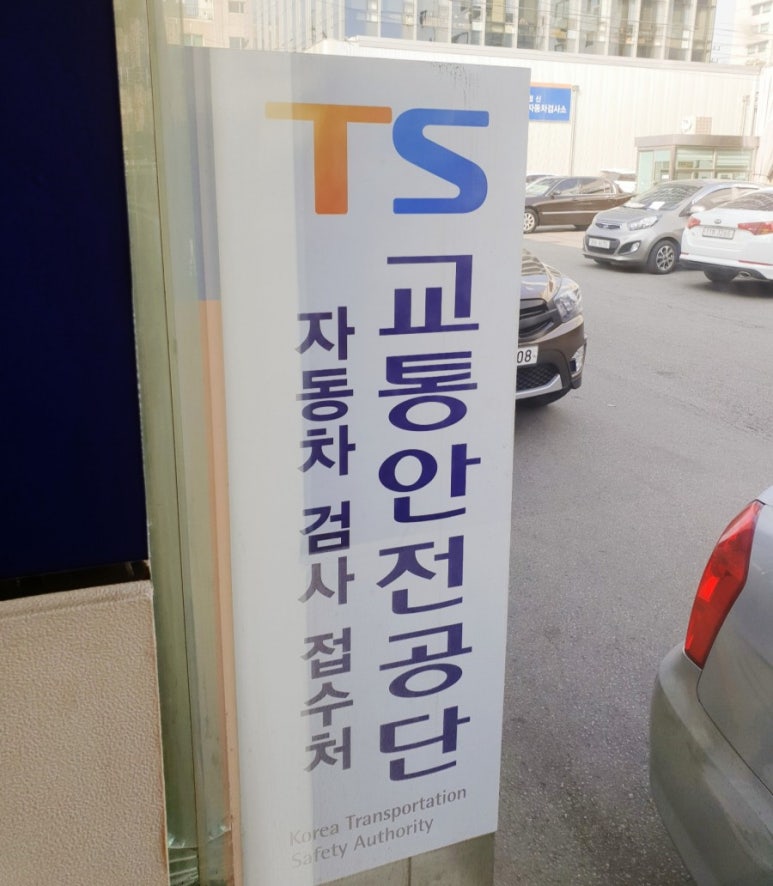 TS
교통안전공단
자동차 검사 접수처
Korea Transportation
Safety Authority
자동차검사소
08